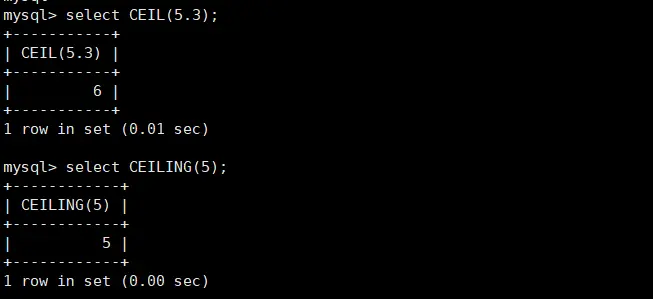 mysql> select CEIL(5.3);
+-----------+
| CEIL(5.3) |
+-----------+
|         6 |
+-----------+
1 row in set (0.01 sec)
mysql> select CEILING(5);
+------------+
| CEILING(5) |
+------------+
|          5 |
+------------+
1 row in set (0.00 sec)